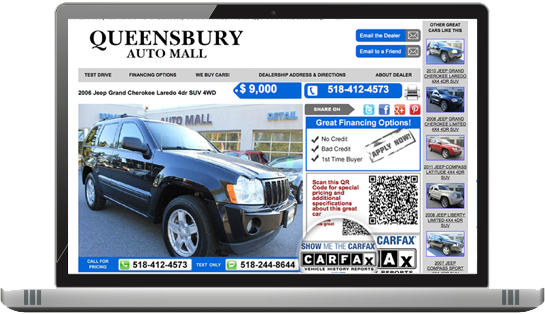 QUEENSBURY
AUTO MALL
Email the Dealer
Email to a Friend
TEST DRIVE
FINANCING OPTIONS
WE BUY CARS!
DEALERSHIP ADDRESS & DIRECTIONS
ABOUT DEALER
2006 Jeep Grand Cherokee Laredo 4dr SUV 4WD
$ 9,000
518-412-4573
MALL
DETAIL
CALL FOR
PRICING
518-412-4573
TEXT ONLY
518-244-8644
SHARE ON
Great Financing Options!
No Credit
Bad Credit
1st Time Buyer
APPLY NOW!
Scan this QR
Code for special
pricing and
additional
specifications
about this great
car
SHOW ME THE CARFAX
CARFAX
VEHICLE HISTORY REPORTS
CARFAX
AX
REPORTS
OTHER GREAT
CARS LIKE THIS
2010 JEEP GRAND
CHEROKEE LAREDO
4X4 4DR SUV
2008 JEEP GRAND
CHEROKEE LIMITED
4X4 4DR SUV
2011 JEEP COMPASS
LATITUDE 4X4 4DR
SUV
2008 JEEP LIBERTY
LIMITED 4X4 4DR
SUV
2007 JEEP
COMPASS SPORT